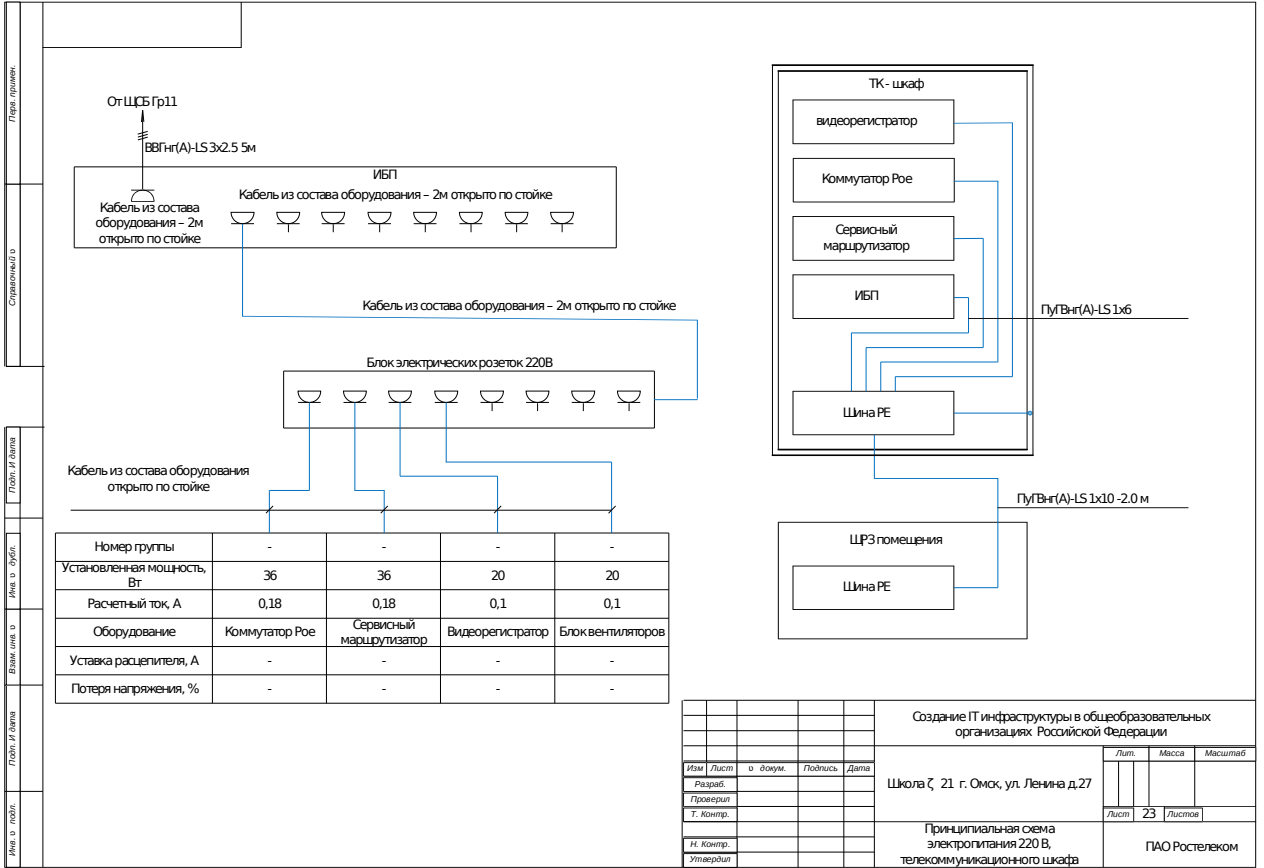 Перв. примен.
Справочный υ
Подп. И дата
Инв. υ дубл.
Взам. инв. υ
Подп. И дата
Инв. υ подл.
От ЩСБ Гр11
ВВГнг(А)-LS 3x2.5 5м
ИБП
Кабель из состава оборудования – 2м открыто по стойке
Кабель из состава
оборудования – 2м
открыто по стойке
Кабель из состава оборудования – 2м открыто по стойке
Блок электрических розеток 220В
Кабель из состава оборудования
открыто по стойке
Номер группы - - - -
Установленная мощность, Вт 36 36 20 20
Расчетный ток, А 0,18 0,18 0,1 0,1
Оборудование Коммутатор Poe Сервисный маршрутизатор Видеорегистратор Блок вентиляторов
Уставка расцепителя, А - - - -
Потеря напряжения, % - - - -
ТК - шкаф
видеорегистратор
Коммутатор Poe
Сервисный
маршрутизатор
ИБП
ПуГВнг(А)-LS 1x6
Шина PE
ПуГВнг(А)-LS 1x10 -2.0 м
ЩРЗ помещения
Шина PE
Создание IT инфраструктуры в общеобразовательных
организациях Российской Федерации
Изм Лист υ докум. Подпись Дата
Разраб.
Проверил
Т. Контр.
Н. Контр.
Утвердил
Школа ζ 21 г. Омск, ул. Ленина д.27
Лит. Масса Масштаб
Лист 23 Листов
Принципиальная схема
электропитания 220 В,
телекоммуникационного шкафа
ПАО Ростелеком